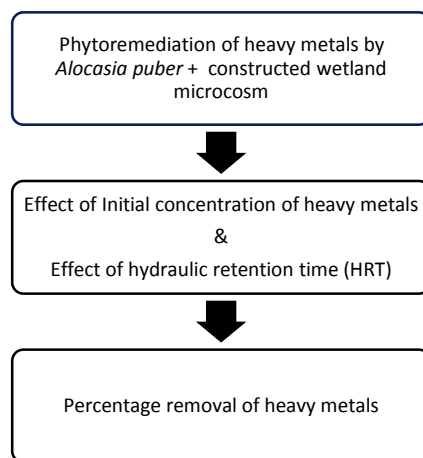 Phytoremediation of heavy metals by
Alocasia puber + constructed wetland
microcosm
Effect of Initial concentration of heavy metals
&
Effect of hydraulic retention time (HRT)
Percentage removal of heavy metals